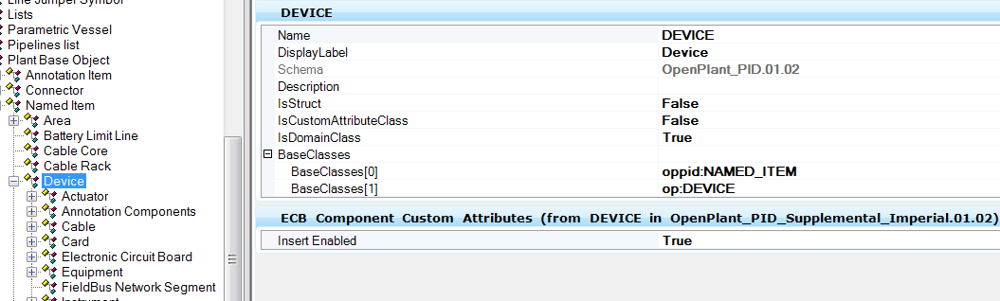 Line Jumper Symbol
Lists
Parametric Vessel
Pipelines list
Plant Base Object
Annotation Item
Connector
Named Item
Area
Battery Limit Line
Cable Core
Cable Rack
Device
Actuator
Annotation Components
Cable
Card
Electronic Circuit Board
Equipment
FieldBus Network Segment
Instrument
DEVICE
Name DEVICE
DisplayLabel Device
Schema OpenPlant_PID.01.02
Description
IsStruct False
IsCustomAttributeClass False
IsDomainClass True
BaseClasses
BaseClasses[0] oppid:NAMED_ITEM
BaseClasses[1] op:DEVICE
ECB Component Custom Attributes (from DEVICE in OpenPlant_PID_Supplemental_Imperial.01.02)
Insert Enabled True